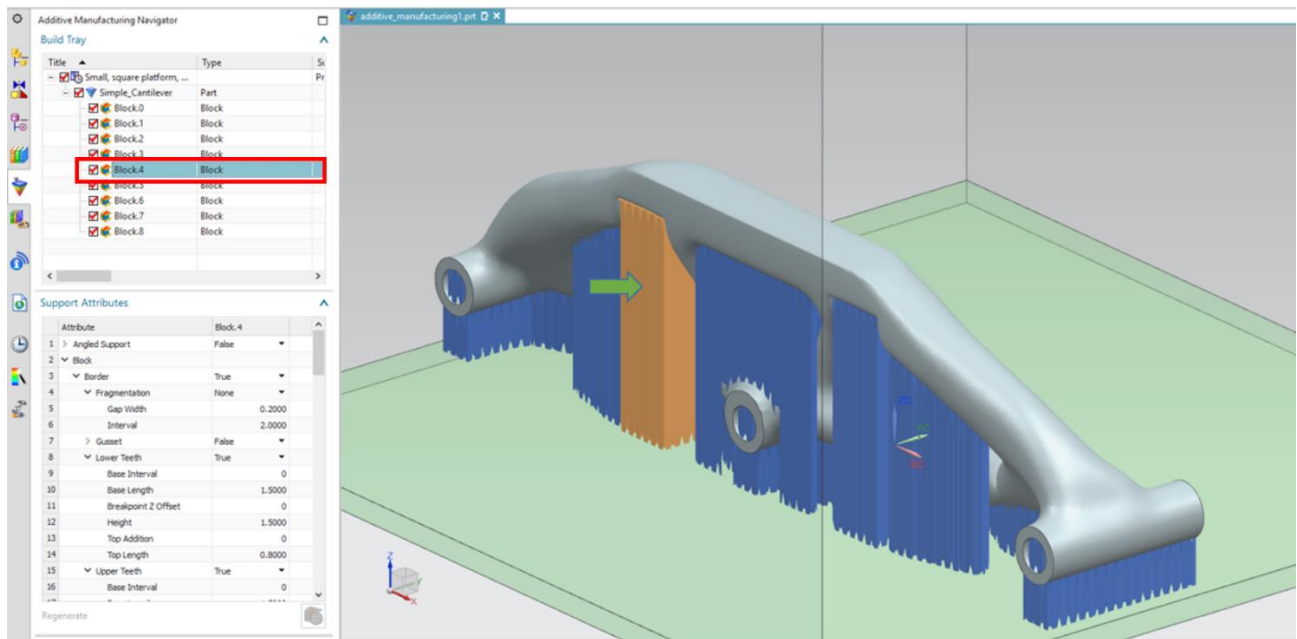 Additive Manufacturing Navigator
additive_manufacturing1.prt
Build Tray
Title Type
Small, square platform, ... Pr
Simple_Cantilever Part
Block.0 Block
Block.1 Block
Block.2 Block
Block.3 Block
Block.4 Block
Block.5 Block
Block.6 Block
Block.7 Block
Block.8 Block
Support Attributes
Attribute Block.4
1 Angled Support False
2 Block
3 Border True
4 Fragmentation None
5 Gap Width 0.2000
6 Interval 2.0000
7 Gusset False
8 Lower Teeth True
9 Base Interval 0
10 Base Length 1.5000
11 Breakpoint Z Offset 0
12 Height 1.5000
13 Top Addition 0
14 Top Length 0.8000
15 Upper Teeth True
16 Base Interval 0
Regenerate
ZC
YC
XC
Z
Y
X